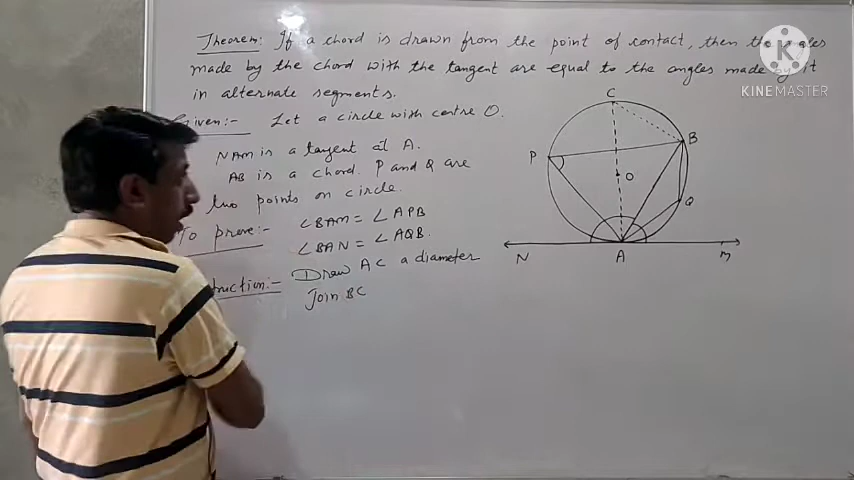 Theorem: If a chord is drawn from the point of contact, then the angles
made by the chord with the tangent are equal to the angles made by it
in alternate segments.
Given:- Let a circle with centre O.
NAM is a tangent at A.
AB is a chord. P and Q are
two points on circle.
To prove:- ∠BAM = ∠APB
∠BAN = ∠AQB.
truction:- Draw AC a diameter
Join BC
C
B
P
O
Q
N A M
K
KINEMASTER